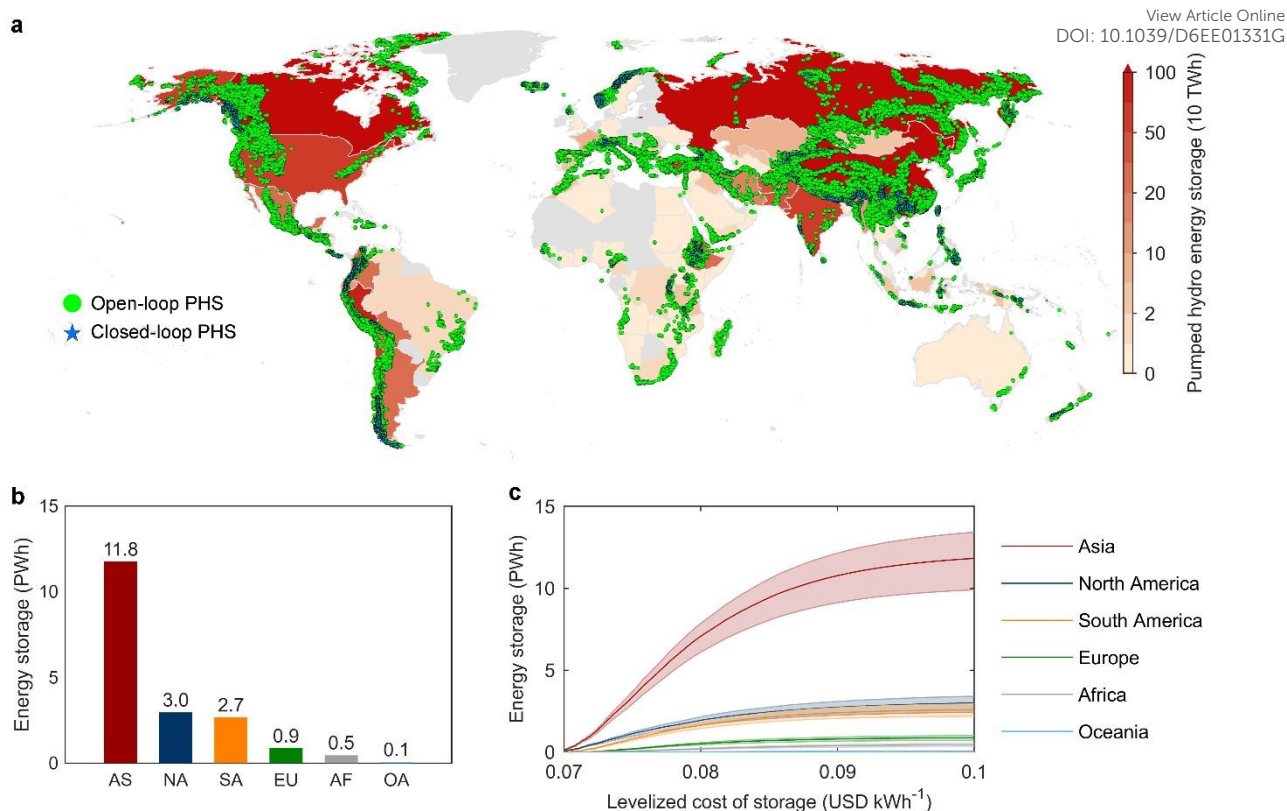 View Article Online
DOI: 10.1039/D6EE01331G
a
Open-loop PHS
Closed-loop PHS
100
50
20
10
2
0
Pumped hydro energy storage (10 TWh)
b
15
10
5
0
Energy storage (PWh)
11.8
3.0
2.7
0.9
0.5
0.1
AS NA SA EU AF OA
c
15
10
5
0
Energy storage (PWh)
0.07 0.08 0.09 0.1
Levelized cost of storage (USD kWh⁻¹)
Asia
North America
South America
Europe
Africa
Oceania